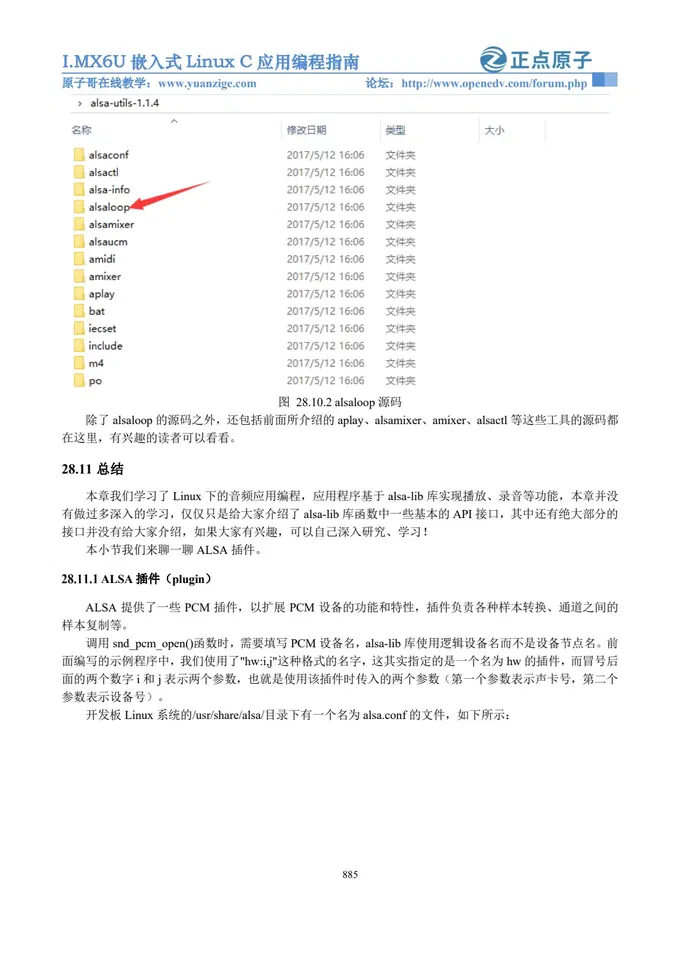 I.MX6U 嵌入式 Linux C 应用编程指南
正点原子
原子哥在线教学：www.yuanzige.com 论坛：http://www.openedv.com/forum.php
> alsa-utils-1.1.4
名称 修改日期 类型 大小
alsaconf 2017/5/12 16:06 文件夹
alsactl 2017/5/12 16:06 文件夹
alsa-info 2017/5/12 16:06 文件夹
alsaloop 2017/5/12 16:06 文件夹
alsamixer 2017/5/12 16:06 文件夹
alsaucm 2017/5/12 16:06 文件夹
amidi 2017/5/12 16:06 文件夹
amixer 2017/5/12 16:06 文件夹
aplay 2017/5/12 16:06 文件夹
bat 2017/5/12 16:06 文件夹
iecset 2017/5/12 16:06 文件夹
include 2017/5/12 16:06 文件夹
m4 2017/5/12 16:06 文件夹
po 2017/5/12 16:06 文件夹
图 28.10.2 alsaloop 源码
除了 alsaloop 的源码之外，还包括前面所介绍的 aplay、alsamixer、amixer、alsactl 等这些工具的源码都
在这里，有兴趣的读者可以看看。
28.11 总结
本章我们学习了 Linux 下的音频应用编程，应用程序基于 alsa-lib 库实现播放、录音等功能，本章并没
有做过多深入的学习，仅仅只是给大家介绍了 alsa-lib 库函数中一些基本的 API 接口，其中还有绝大部分的
接口并没有给大家介绍，如果大家有兴趣，可以自己深入研究、学习！
本小节我们来聊一聊 ALSA 插件。
28.11.1 ALSA 插件（plugin）
ALSA 提供了一些 PCM 插件，以扩展 PCM 设备的功能和特性，插件负责各种样本转换、通道之间的
样本复制等。
调用 snd_pcm_open()函数时，需要填写 PCM 设备名，alsa-lib 库使用逻辑设备名而不是设备节点名。前
面编写的示例程序中，我们使用了"hw:i,j"这种格式的名字，这其实指定的是一个名为 hw 的插件，而冒号后
面的两个数字 i 和 j 表示两个参数，也就是使用该插件时传入的两个参数（第一个参数表示声卡号，第二个
参数表示设备号）。
开发板 Linux 系统的/usr/share/alsa/目录下有一个名为 alsa.conf 的文件，如下所示：
885